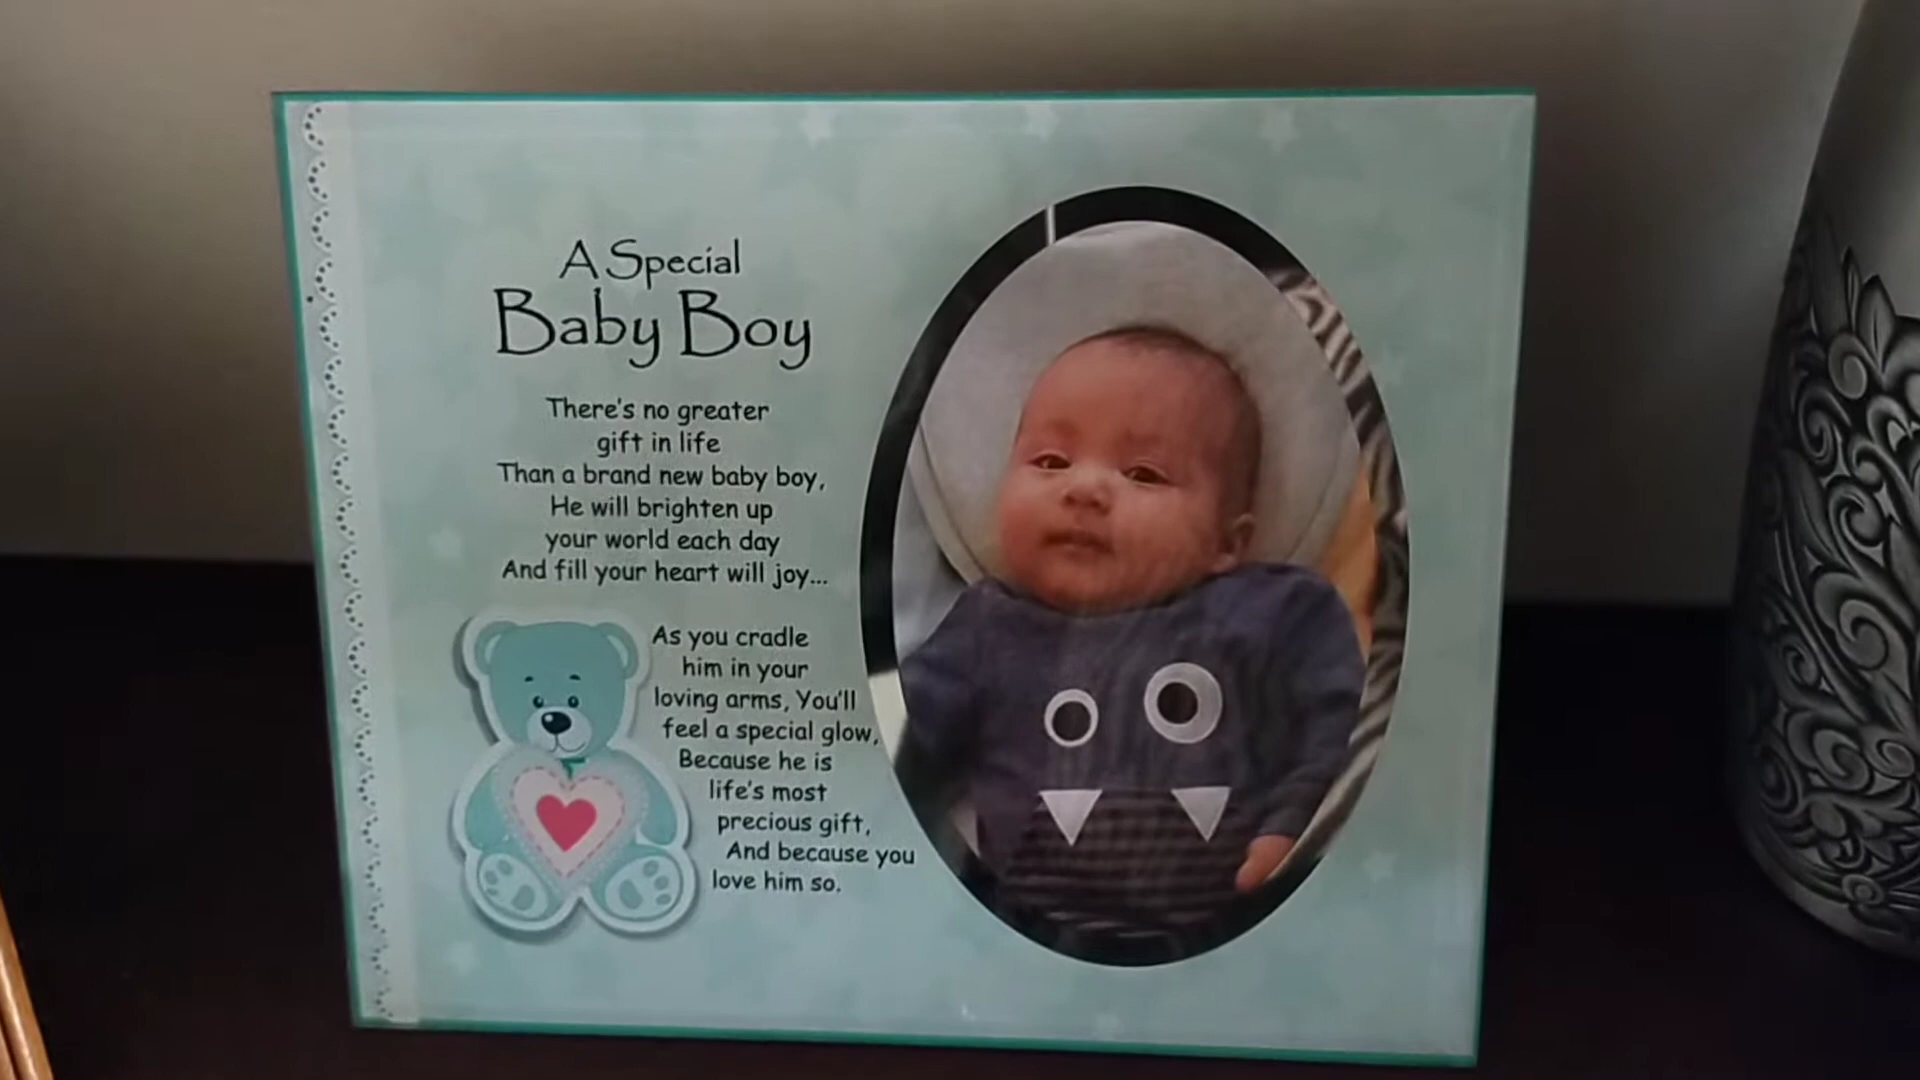 A Special
Baby Boy
There's no greater
gift in life
Than a brand new baby boy,
He will brighten up
your world each day
And fill your heart will joy...
As you cradle
him in your
loving arms, You'll
feel a special glow,
Because he is
life's most
precious gift,
And because you
love him so.